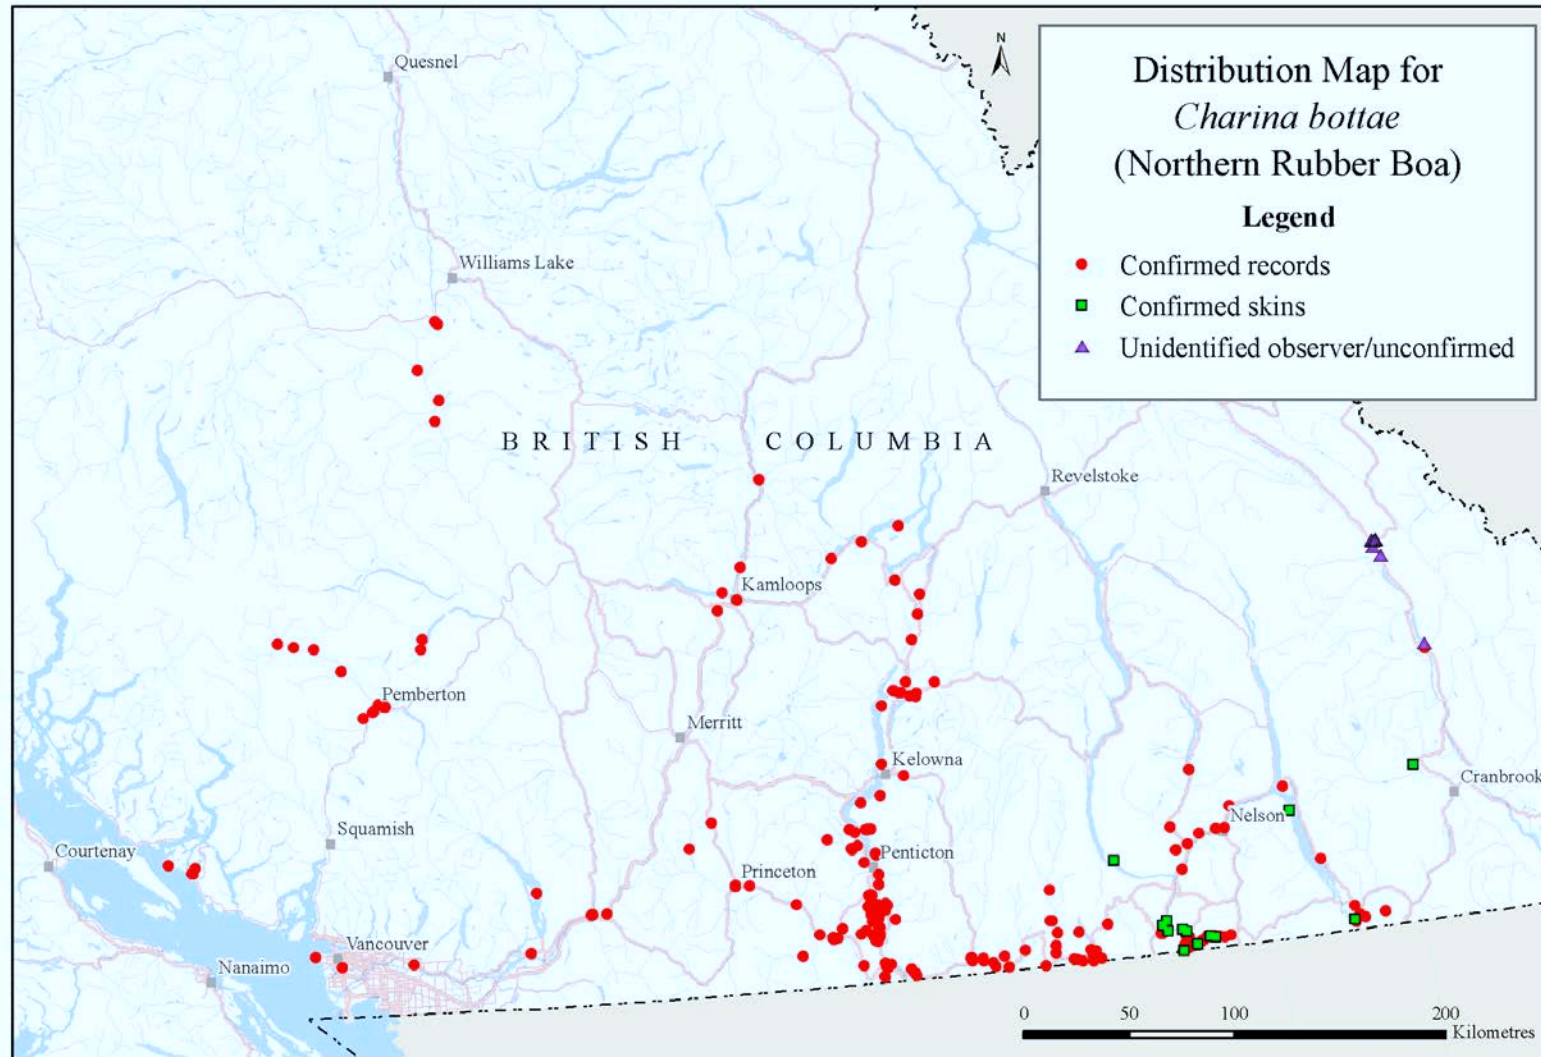 N
Distribution Map for
Charina bottae
(Northern Rubber Boa)
Legend
Confirmed records
Confirmed skins
Unidentified observer/unconfirmed
Quesnel
Williams Lake
BRITISH COLUMBIA
Revelstoke
Kamloops
Pemberton
Merritt
Kelowna
Cranbrook
Nelson
Squamish
Courtenay
Penticton
Princeton
Vancouver
Nanaimo
0 50 100 200
Kilometres